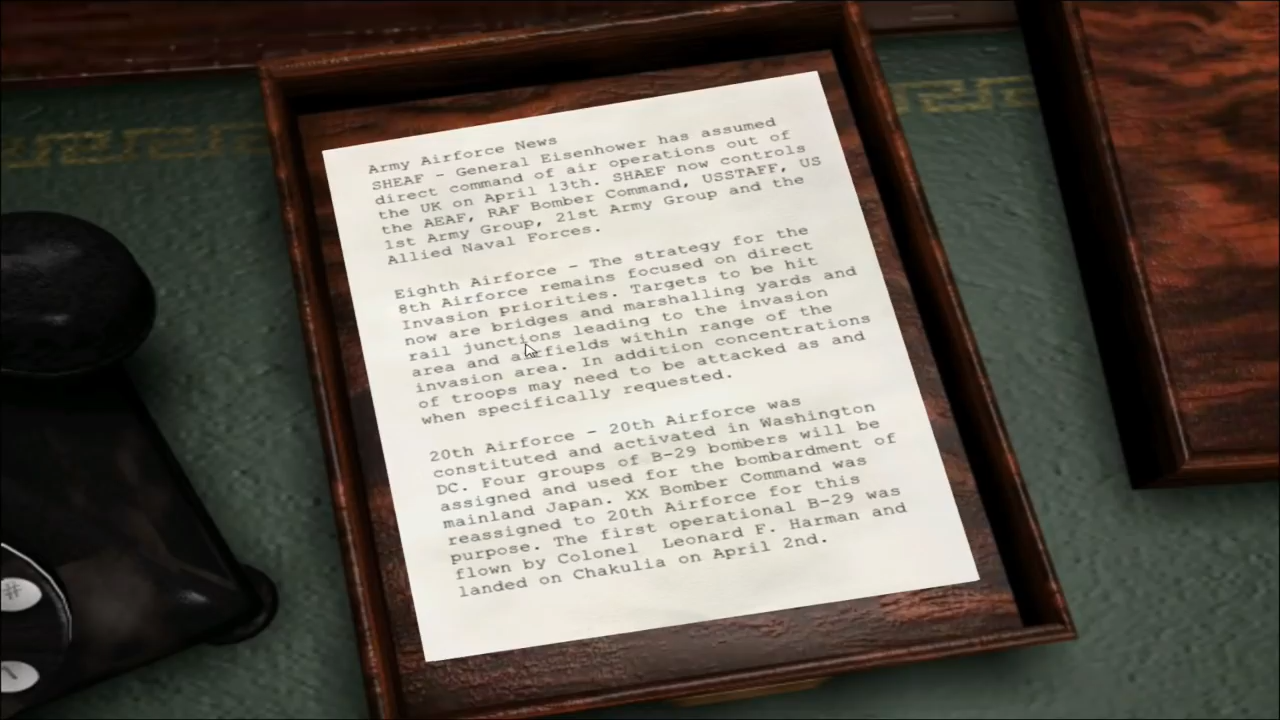 Army Airforce News
SHEAF - General Eisenhower has assumed
direct command of air operations out of
the UK on April 13th. SHAEF now controls
the AEAF, RAF Bomber Command, USSTAFF, US
1st Army Group, 21st Army Group and the
Allied Naval Forces.
Eighth Airforce - The strategy for the
8th Airforce remains focused on direct
Invasion priorities. Targets to be hit
now are bridges and marshalling yards and
rail junctions leading to the invasion
area and airfields within range of the
invasion area. In addition concentrations
of troops may need to be attacked as and
when specifically requested.
20th Airforce - 20th Airforce was
constituted and activated in Washington
DC. Four groups of B-29 bombers will be
assigned and used for the bombardment of
mainland Japan. XX Bomber Command was
reassigned to 20th Airforce for this
purpose. The first operational B-29 was
flown by Colonel  Leonard F. Harman and
landed on Chakulia on April 2nd.
#